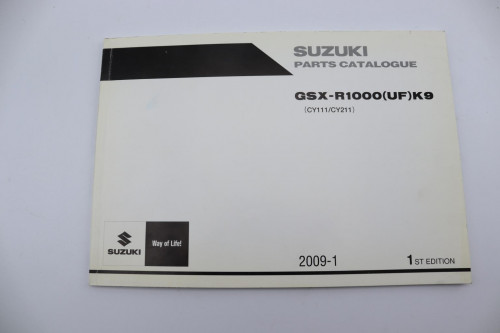 SUZUKI
PARTS CATALOGUE
GSX-R1000(UF)K9
(CY111/CY211)
SUZUKI
Way of Life!
2009-1
1ST EDITION